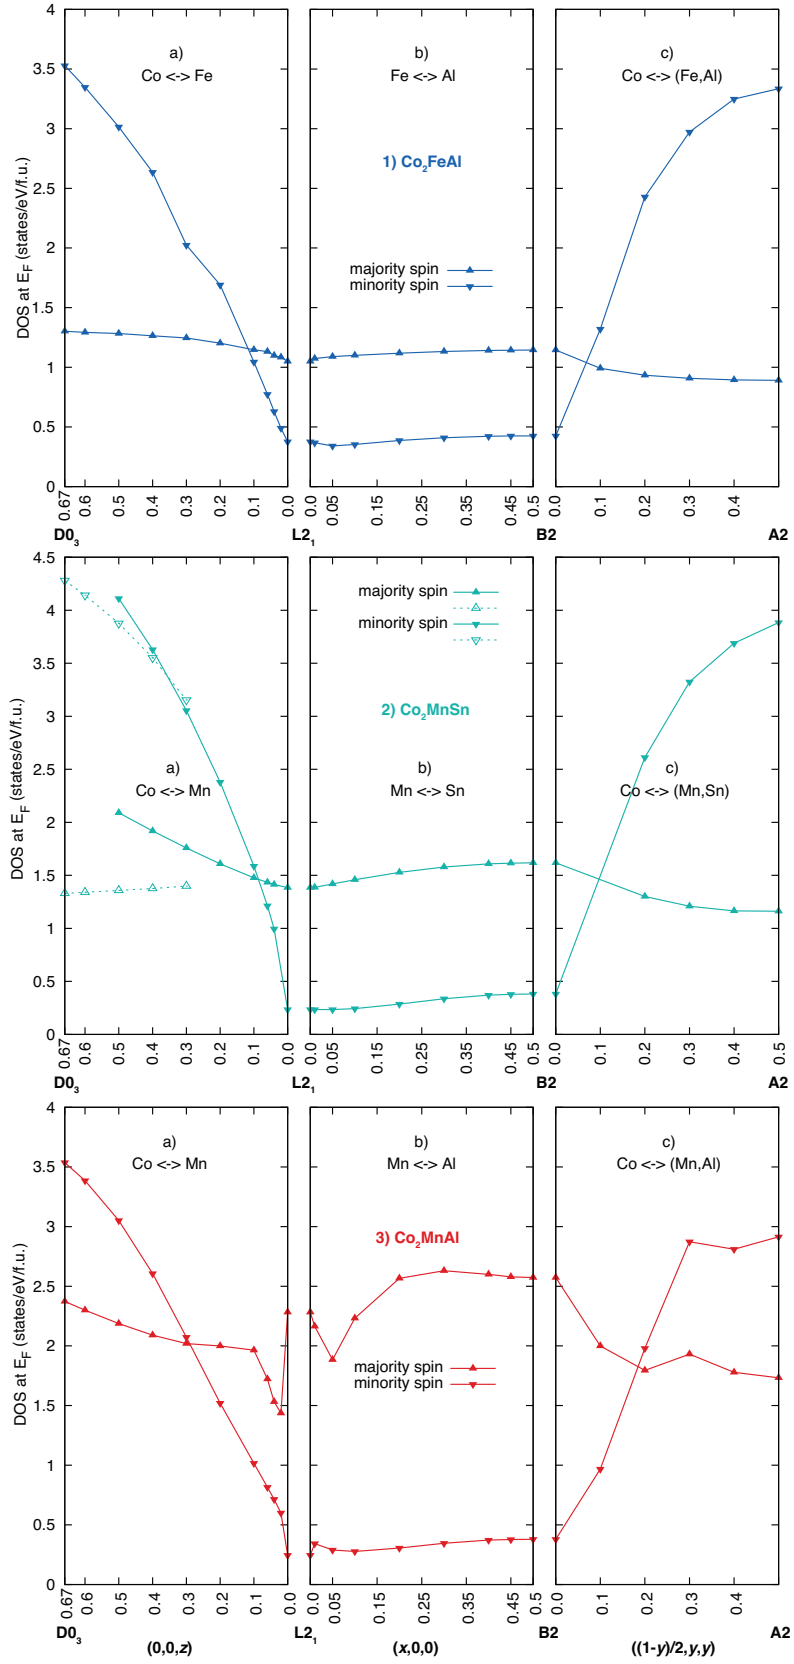 4
3.5
3
2.5
2
1.5
1
0.5
0
DOS at E_F (states/eV/f.u.)
a)
Co <-> Fe
b)
Fe <-> Al
c)
Co <-> (Fe,Al)
1) Co₂FeAl
majority spin
minority spin
0.67 0.6 0.5 0.4 0.3 0.2 0.1 0.0
0.0 0.05 0.15 0.25 0.35 0.45 0.5
0.0 0.1 0.2 0.3 0.4
D0₃ L2₁ B2 A2
4.5
4
3.5
3
2.5
2
1.5
1
0.5
0
DOS at E_F (states/eV/f.u.)
majority spin
minority spin
2) Co₂MnSn
a)
Co <-> Mn
b)
Mn <-> Sn
c)
Co <-> (Mn,Sn)
0.67 0.6 0.5 0.4 0.3 0.2 0.1 0.0
0.0 0.05 0.15 0.25 0.35 0.45 0.5
0.0 0.1 0.2 0.3 0.4 0.5
D0₃ L2₁ B2 A2
4
3.5
3
2.5
2
1.5
1
0.5
0
DOS at E_F (states/eV/f.u.)
a)
Co <-> Mn
b)
Mn <-> Al
c)
Co <-> (Mn,Al)
3) Co₂MnAl
majority spin
minority spin
0.67 0.6 0.5 0.4 0.3 0.2 0.1 0.0
0.0 0.05 0.15 0.25 0.35 0.45 0.5
0.0 0.1 0.2 0.3 0.4
D0₃ L2₁ B2 A2
(0,0,z) (x,0,0) ((1-y)/2,y,y)